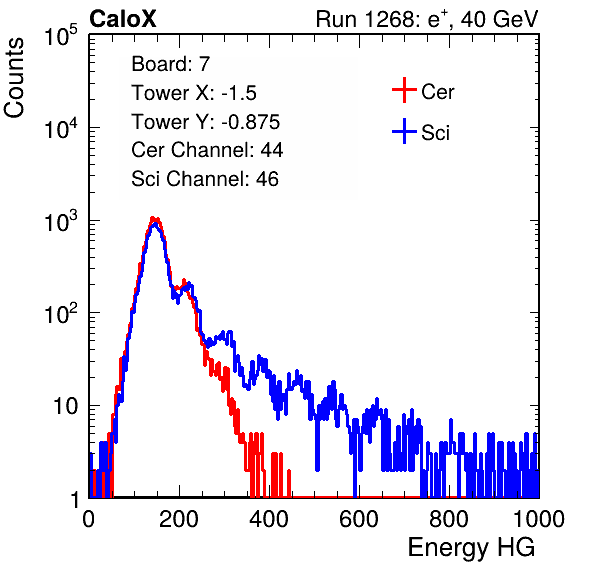 CaloX Run 1268: e⁺, 40 GeV
Board: 7
Tower X: -1.5
Tower Y: -0.875
Cer Channel: 44
Sci Channel: 46
Cer
Sci
Counts
10⁵
10⁴
10³
10²
10
1
0 200 400 600 800 1000
Energy HG